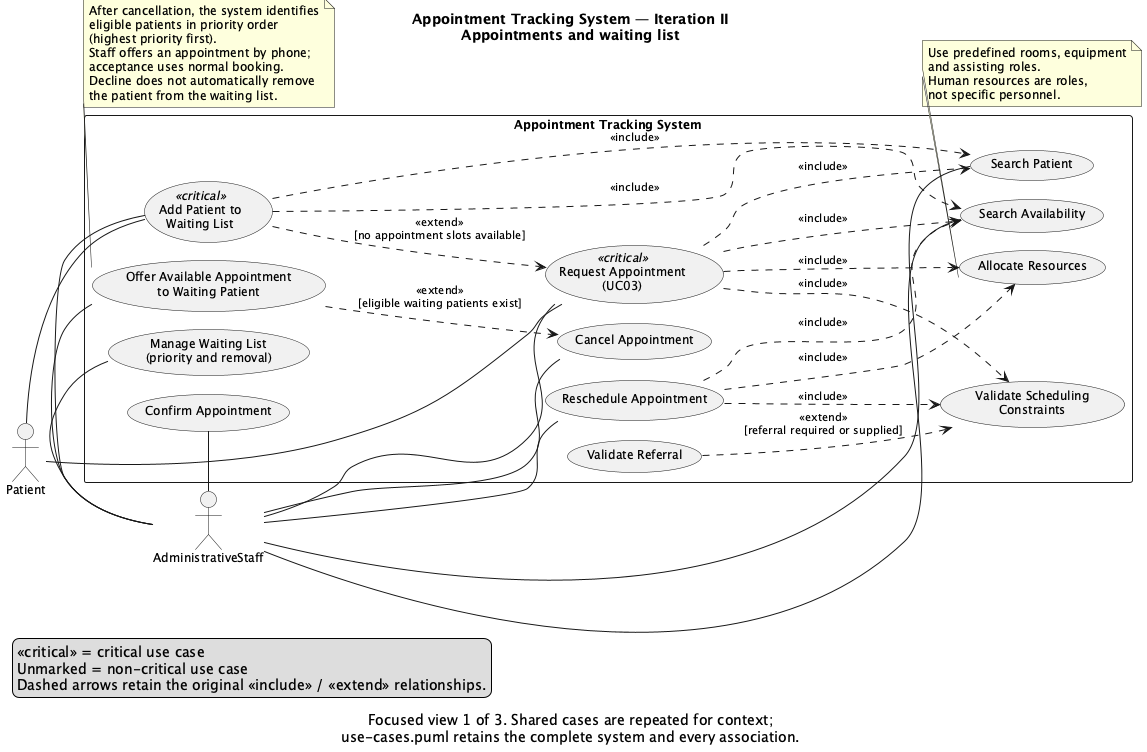 After cancellation, the system identifies
eligible patients in priority order
(highest priority first).
Staff offers an appointment by phone;
acceptance uses normal booking.
Decline does not automatically remove
the patient from the waiting list.
Appointment Tracking System — Iteration II
Appointments and waiting list
Use predefined rooms, equipment
and assisting roles.
Human resources are roles,
not specific personnel.
Appointment Tracking System
«include»
Search Patient
«include»
«include»
«critical»
Add Patient to
Waiting List
«extend»
[no appointment slots available]
«include»
Search Availability
«critical»
Request Appointment
(UC03)
«include»
Allocate Resources
«include»
Offer Available Appointment
to Waiting Patient
«extend»
[eligible waiting patients exist]
«include»
Cancel Appointment
Manage Waiting List
(priority and removal)
«include»
Reschedule Appointment
«include»
Validate Scheduling
Constraints
Confirm Appointment
«extend»
[referral required or supplied]
Validate Referral
Patient
AdministrativeStaff
«critical» = critical use case
Unmarked = non-critical use case
Dashed arrows retain the original «include» / «extend» relationships.
Focused view 1 of 3. Shared cases are repeated for context;
use-cases.puml retains the complete system and every association.